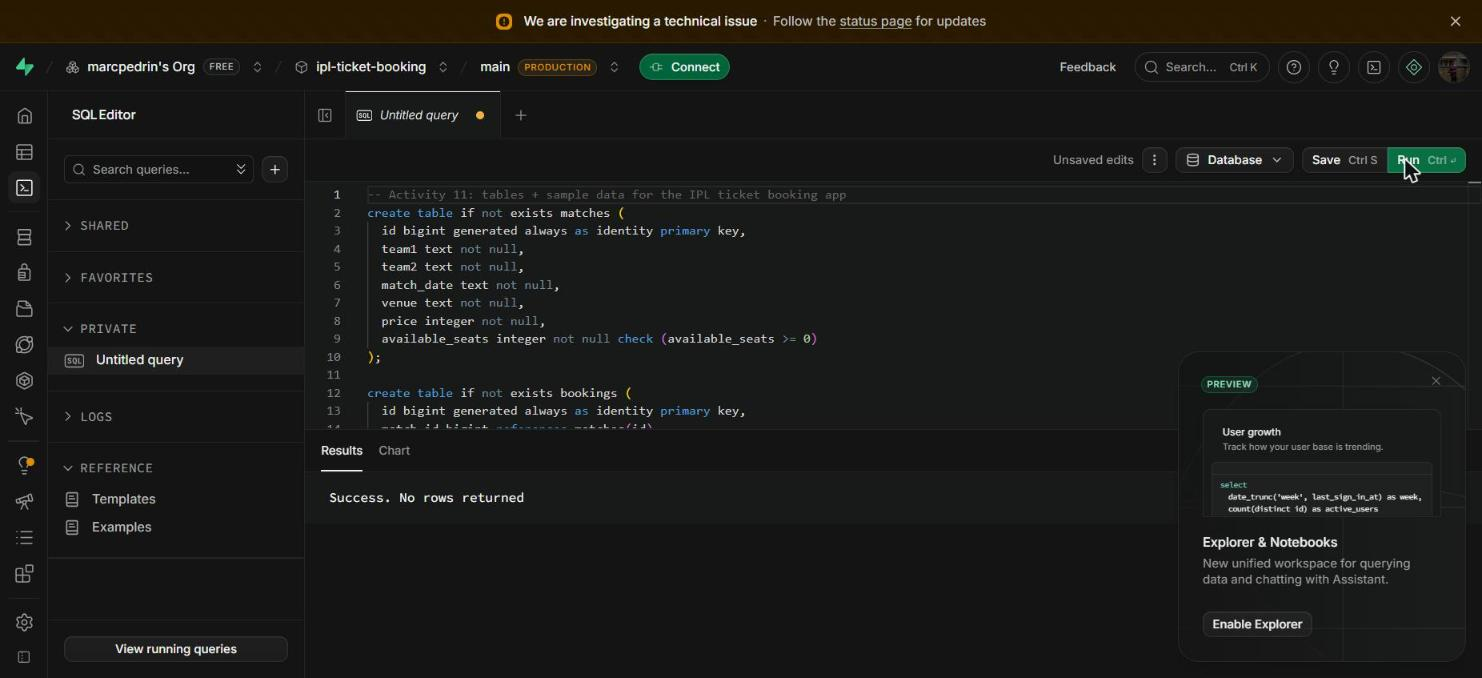 We are investigating a technical issue · Follow the status page for updates
marcpedrin's Org FREE / ipl-ticket-booking / main PRODUCTION Connect Feedback Search... Ctrl K
SQL Editor
Untitled query
Search queries...
Unsaved edits Database Save Ctrl S Run Ctrl ↵
SHARED
FAVORITES
PRIVATE
Untitled query
LOGS
REFERENCE
Templates
Examples
View running queries
1 -- Activity 11: tables + sample data for the IPL ticket booking app
2 create table if not exists matches (
3 id bigint generated always as identity primary key,
4 team1 text not null,
5 team2 text not null,
6 match_date text not null,
7 venue text not null,
8 price integer not null,
9 available_seats integer not null check (available_seats >= 0)
10 );
11
12 create table if not exists bookings (
13 id bigint generated always as identity primary key,
14 match_id bigint references matches(id)
Results Chart
Success. No rows returned
PREVIEW
User growth
Track how your user base is trending.
select
date_trunc('week', last_sign_in_at) as week,
count(distinct id) as active_users
Explorer & Notebooks
New unified workspace for querying
data and chatting with Assistant.
Enable Explorer